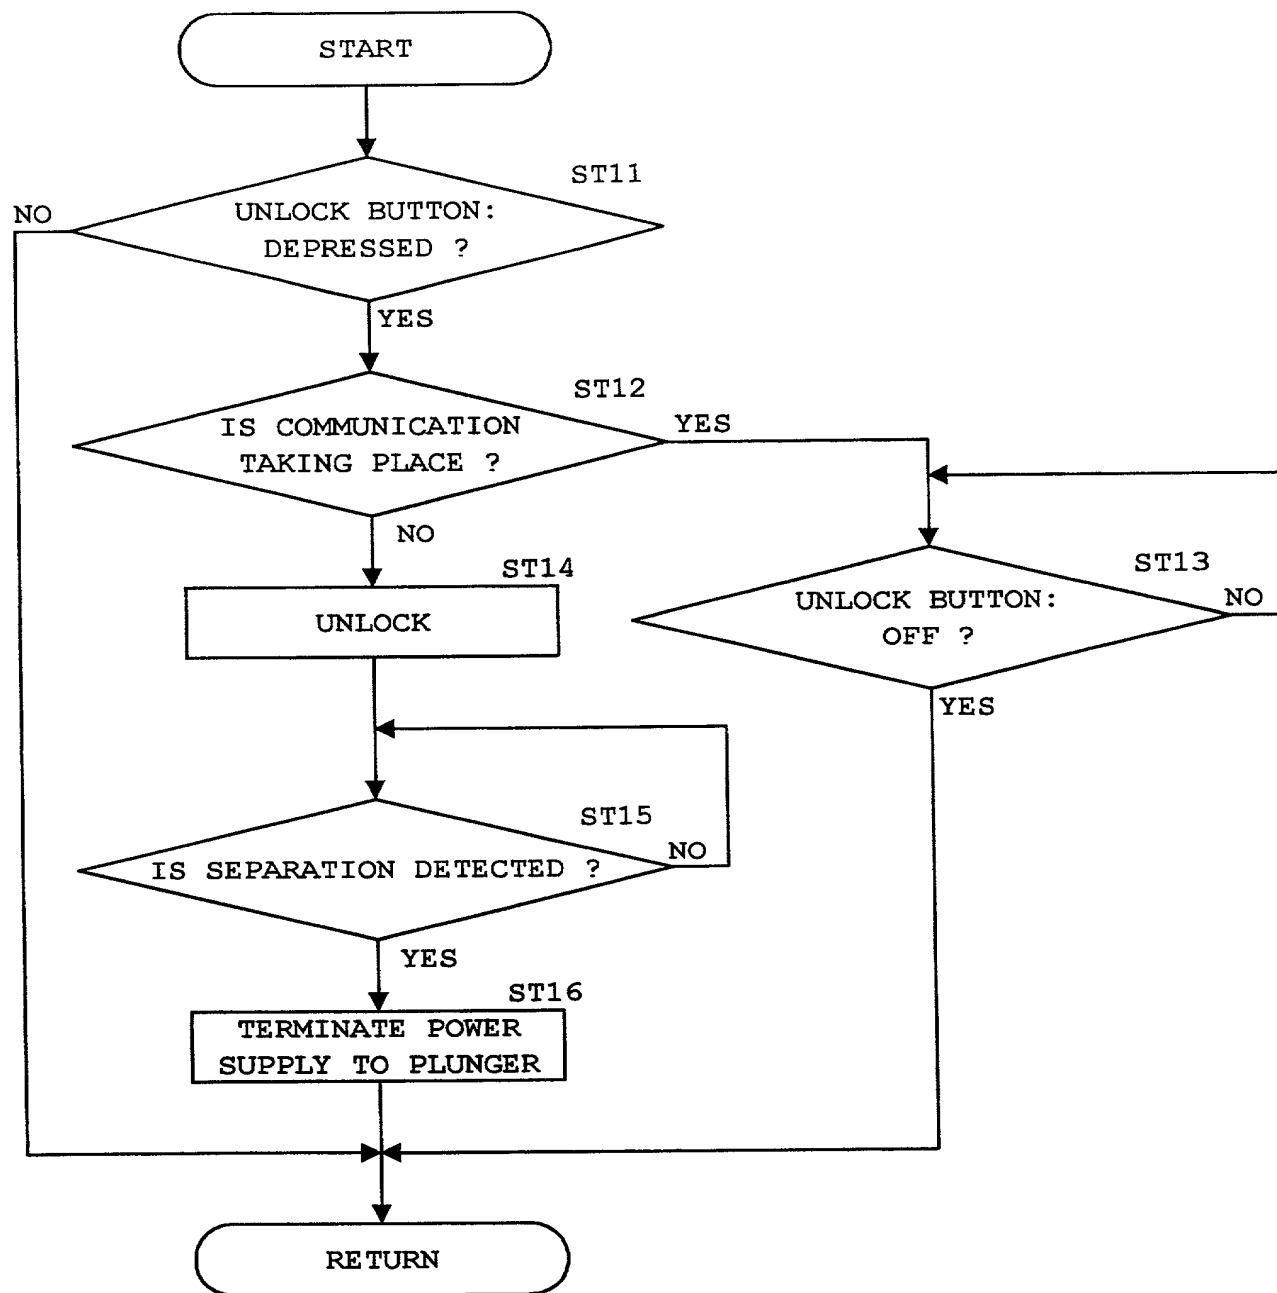 START
ST11
NO
UNLOCK BUTTON:
DEPRESSED ?
YES
ST12
IS COMMUNICATION
TAKING PLACE ?
YES
NO
ST14
UNLOCK
ST13
UNLOCK BUTTON:
OFF ?
NO
YES
ST15
IS SEPARATION DETECTED ?
NO
YES
ST16
TERMINATE POWER
SUPPLY TO PLUNGER
RETURN